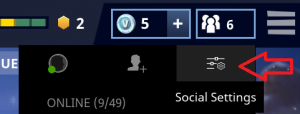 2 V 5 + 6
UE
ONLINE (9/49)
Social Settings